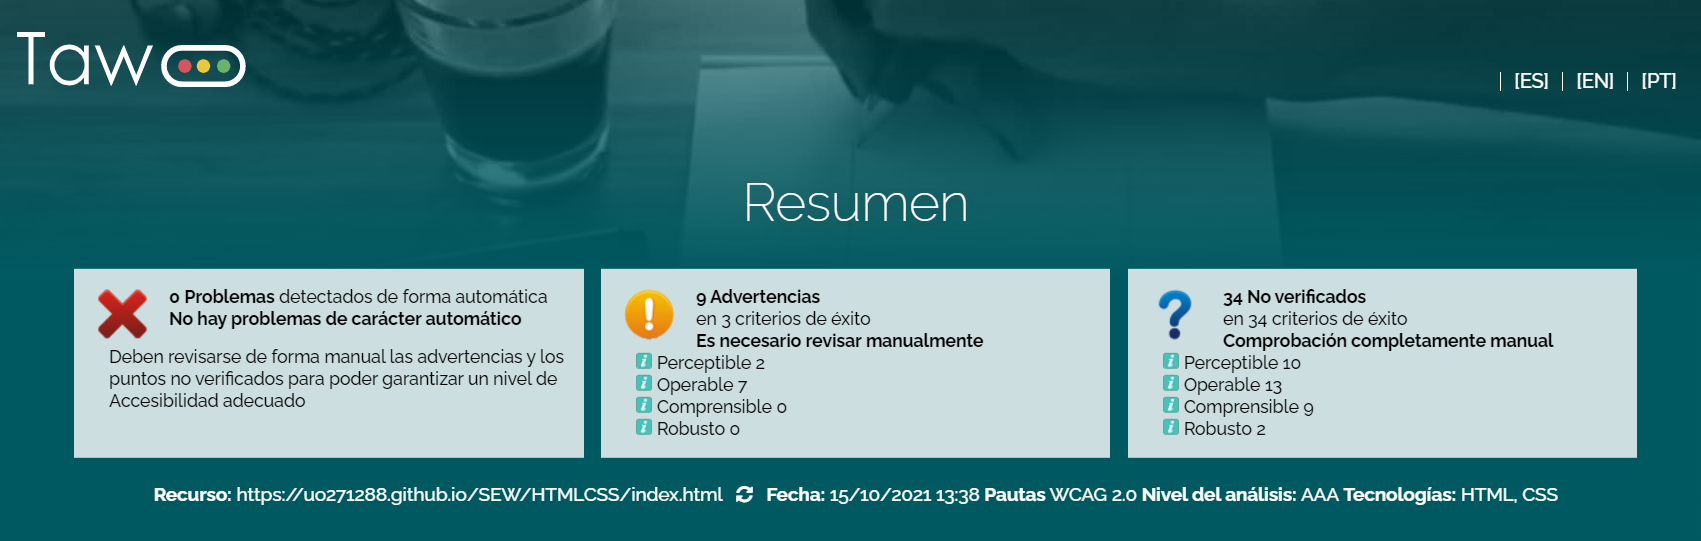 Taw
| [ES] | [EN] | [PT]
Resumen
0 Problemas detectados de forma automática
No hay problemas de carácter automático
Deben revisarse de forma manual las advertencias y los
puntos no verificados para poder garantizar un nivel de
Accesibilidad adecuado
9 Advertencias
en 3 criterios de éxito
Es necesario revisar manualmente
Perceptible 2
Operable 7
Comprensible 0
Robusto 0
34 No verificados
en 34 criterios de éxito
Comprobación completamente manual
Perceptible 10
Operable 13
Comprensible 9
Robusto 2
Recurso: https://uo271288.github.io/SEW/HTMLCSS/index.html Fecha: 15/10/2021 13:38 Pautas WCAG 2.0 Nivel del análisis: AAA Tecnologías: HTML, CSS